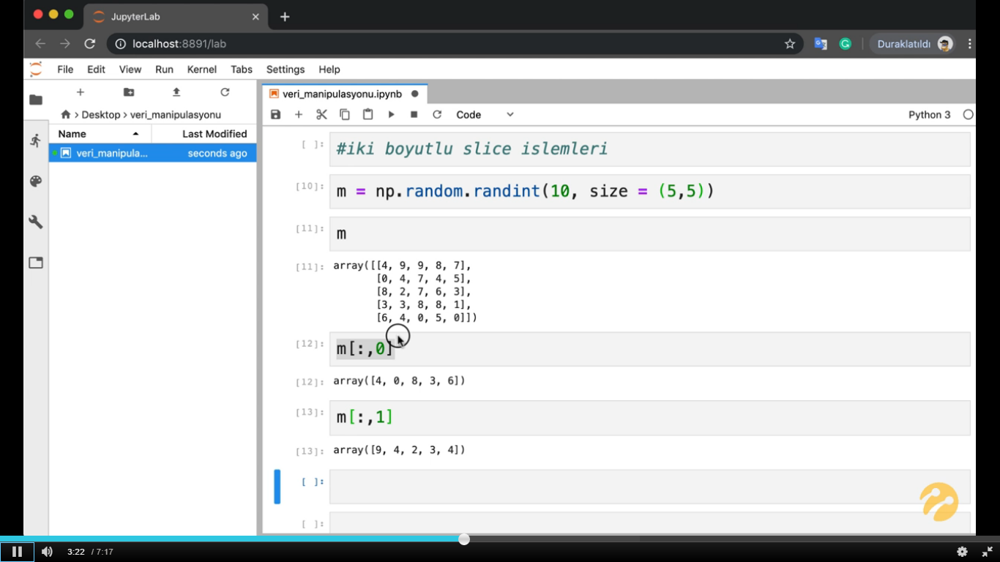 JupyterLab
localhost:8891/lab
Duraklatıldı
File Edit View Run Kernel Tabs Settings Help
veri_manipulasyonu.ipynb
Desktop > veri_manipulasyonu
Code
Python 3
Name Last Modified
veri_manipula... seconds ago
[ ]: #iki boyutlu slice islemleri
[10]: m = np.random.randint(10, size = (5,5))
[11]: m
[11]: array([[4, 9, 9, 8, 7],
[0, 4, 7, 4, 5],
[8, 2, 7, 6, 3],
[3, 3, 8, 8, 1],
[6, 4, 0, 5, 0]])
[12]: m[:,0]
[12]: array([4, 0, 8, 3, 6])
[13]: m[:,1]
[13]: array([9, 4, 2, 3, 4])
[ ]:
[ ]:
3:22 / 7:17